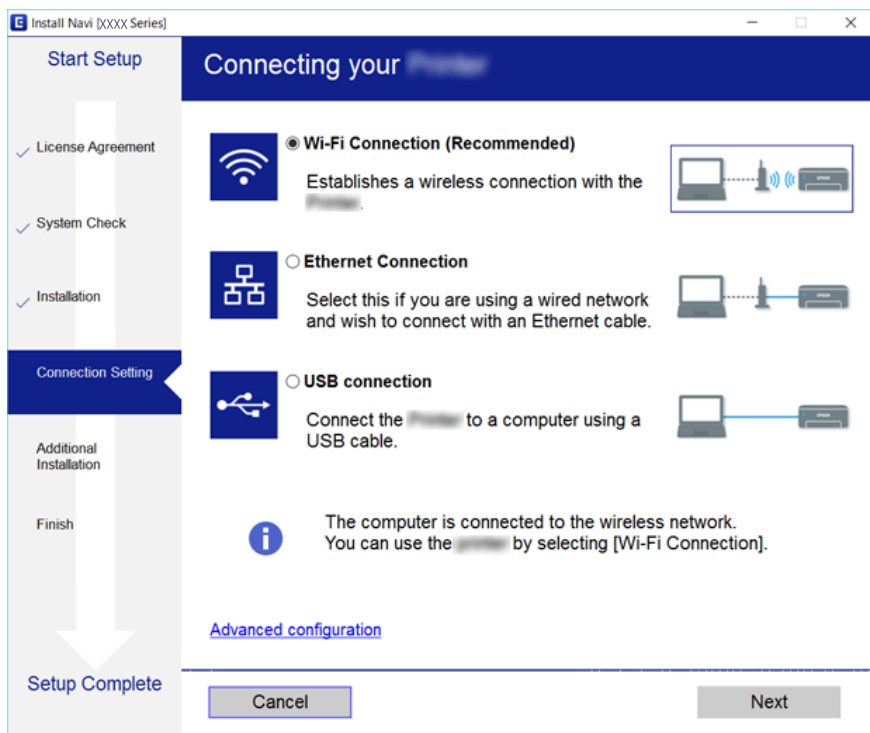 E Install Navi [XXXX Series]
Start Setup
License Agreement
System Check
Installation
Connection Setting
Additional
Installation
Finish
Setup Complete
Connecting your
Wi-Fi Connection (Recommended)
Establishes a wireless connection with the
.
Ethernet Connection
Select this if you are using a wired network
and wish to connect with an Ethernet cable.
USB connection
Connect the to a computer using a
USB cable.
i
The computer is connected to the wireless network.
You can use the by selecting [Wi-Fi Connection].
Advanced configuration
Cancel
Next